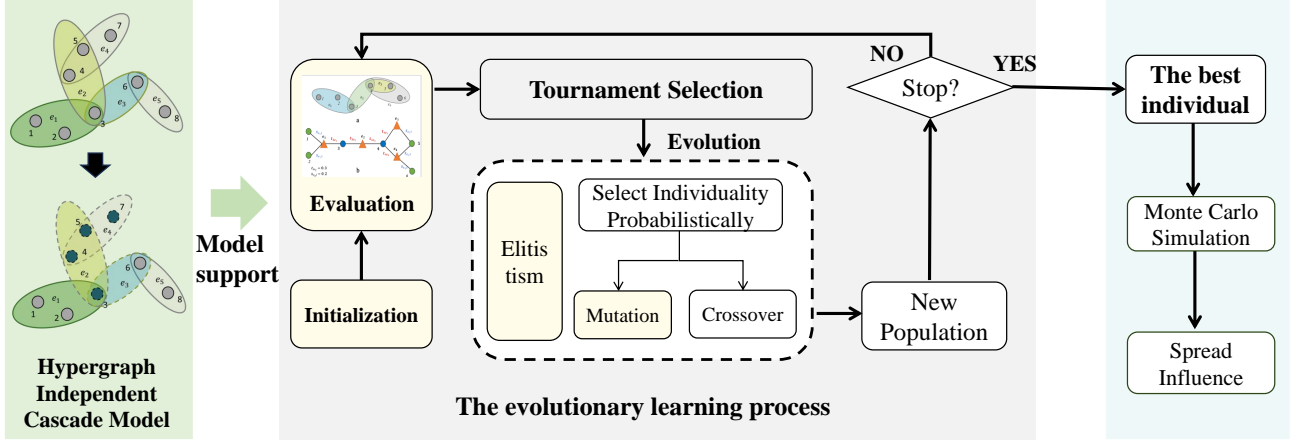 7
5
e4
4
e2
6
e3
e5
e1
1
2
3
8
7
5
e4
4
e2
6
e3
e5
e1
1
2
3
8
Hypergraph
Independent
Cascade Model
Model
support
a
b
Evaluation
Initialization
Tournament Selection
Evolution
Elitis
tism
Select Individuality
Probabilistically
Mutation
Crossover
New
Population
NO
Stop?
YES
The evolutionary learning process
The best
individual
Monte Carlo
Simulation
Spread
Influence